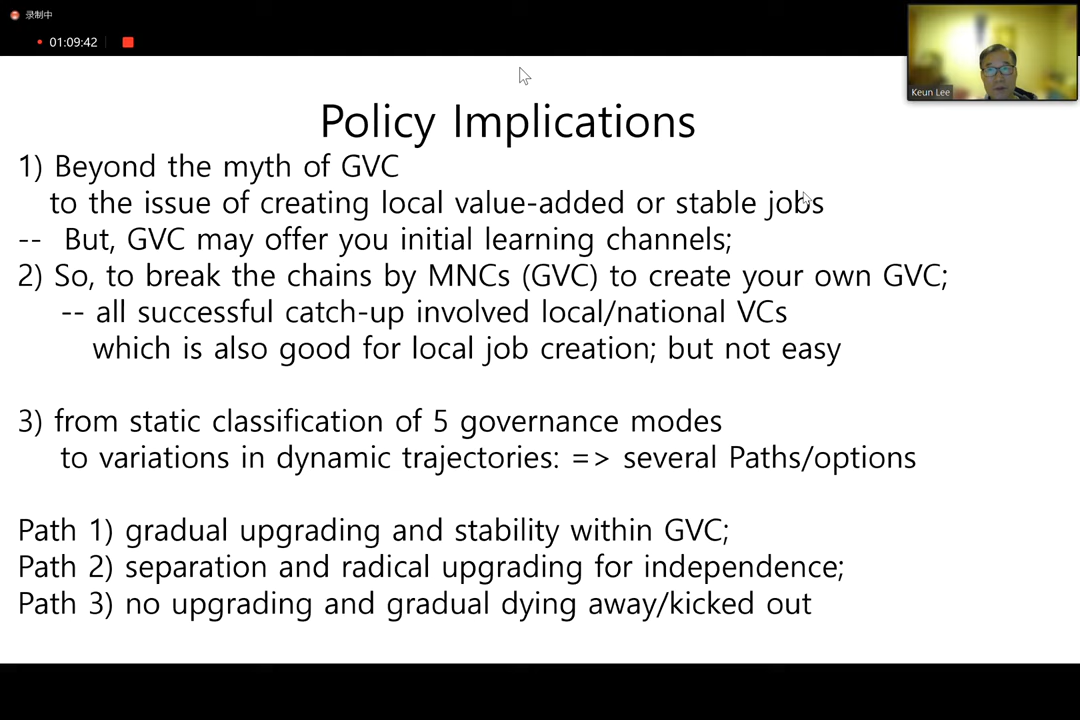 录制中
01:09:42
Keun Lee
Policy Implications
1) Beyond the myth of GVC
to the issue of creating local value-added or stable jobs
-- But, GVC may offer you initial learning channels;
2) So, to break the chains by MNCs (GVC) to create your own GVC;
-- all successful catch-up involved local/national VCs
which is also good for local job creation; but not easy
3) from static classification of 5 governance modes
to variations in dynamic trajectories: => several Paths/options
Path 1) gradual upgrading and stability within GVC;
Path 2) separation and radical upgrading for independence;
Path 3) no upgrading and gradual dying away/kicked out